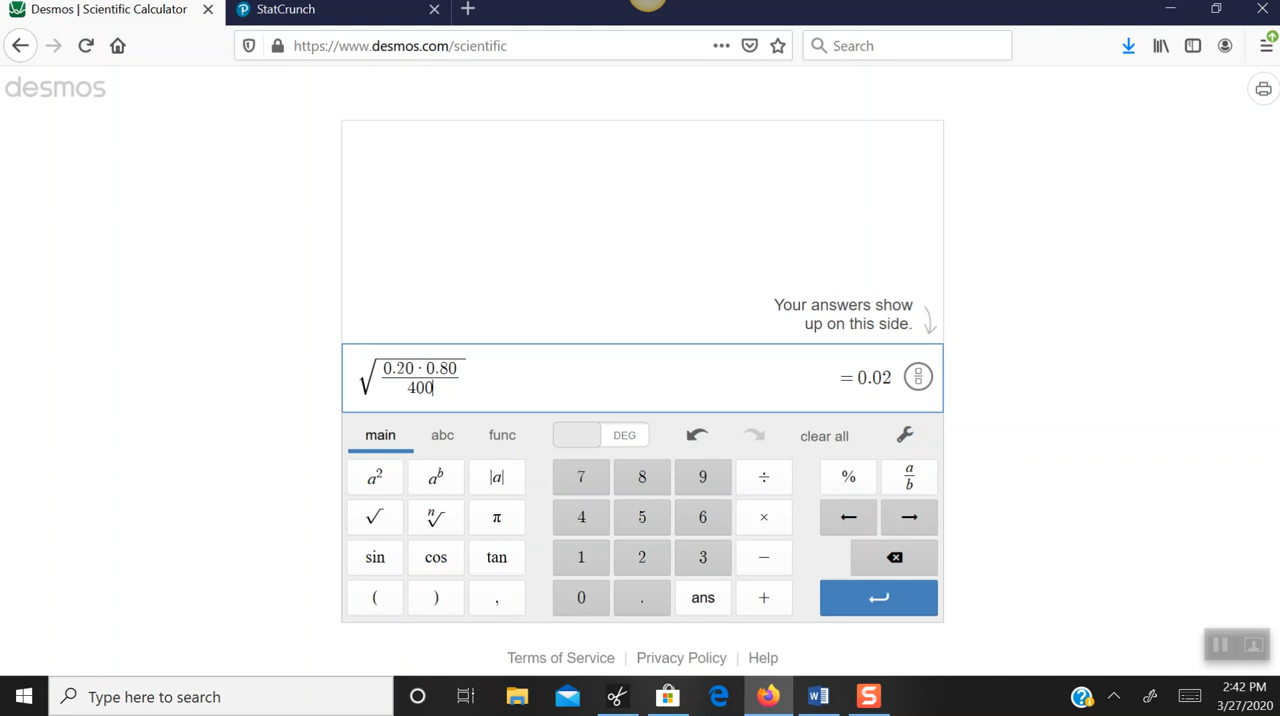 Desmos | Scientific Calculator
StatCrunch
https://www.desmos.com/scientific
Search
desmos
Your answers show
up on this side.
√(0.20 · 0.80 / 400)
= 0.02
main abc func DEG clear all
a² aᵇ |a| 7 8 9 ÷ % a/b
√ ⁿ√ π 4 5 6 × ← →
sin cos tan 1 2 3 −
( ) , 0 . ans +
Terms of Service | Privacy Policy | Help
Type here to search
2:42 PM
3/27/2020